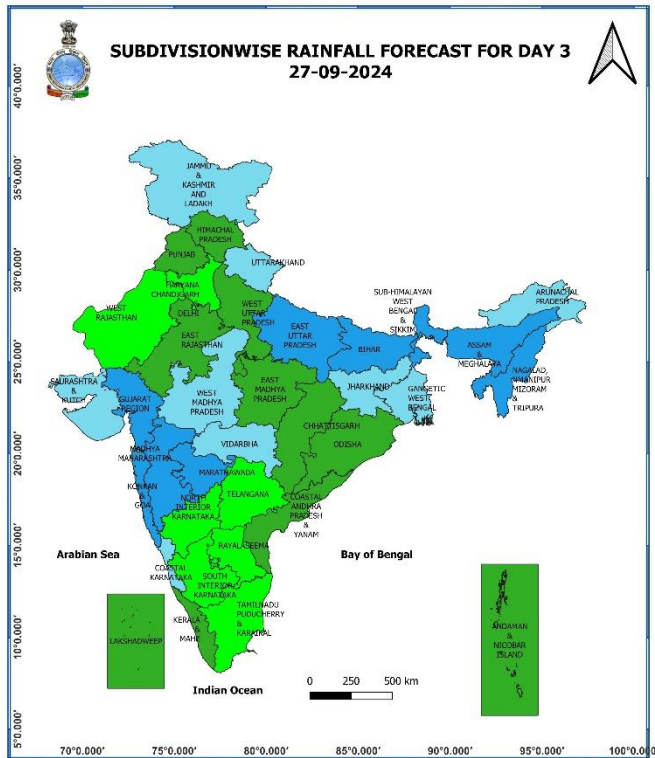 SUBDIVISIONWISE RAINFALL FORECAST FOR DAY 3
27-09-2024
40°0.000'
35°0.000'
30°0.000'
25°0.000'
20°0.000'
15°0.000'
10°0.000'
5°0.000'
JAMMU
&
KASHMIR
AND
LADAKH
HIMACHAL
PRADESH
PUNJAB
UTTARAKHAND
HARYANA
CHANDIGARH
&
DELHI
WEST
RAJASTHAN
WEST
UTTAR
PRADESH
SUB-HIMALAYAN
WEST
BENGAL
&
SIKKIM
ARUNACHAL
PRADESH
EAST
RAJASTHAN
EAST
UTTAR
PRADESH
BIHAR
ASSAM
&
MEGHALAYA
NAGALAD,
MANIPUR
MIZORAM
&
TRIPURA
SAURASHTRA
&
KUTCH
GUJARAT
REGION
WEST
MADHYA
PRADESH
EAST
MADHYA
PRADESH
JHARKHAND
GANGETIC
WEST
BENGAL
CHHATTISGARH
ODISHA
VIDARBHA
MADHYA
MAHARASHTRA
MARATHAWADA
KONKAN
&
GOA
NORTH
INTERIOR
KARNATAKA
TELANGANA
COASTAL
ANDHRA
PRADESH
&
YANAM
RAYALASEEMA
COASTAL
KARNATAKA
SOUTH
INTERIOR
KARNATAKA
TAMILNADU
PUDUCHERRY
&
KARAIKAL
KERALA
&
MAHE
LAKSHADWEEP
ANDAMAN
&
NICOBAR
ISLAND
Arabian Sea
Bay of Bengal
Indian Ocean
0 250 500 km
70°0.000' 75°0.000' 80°0.000' 85°0.000' 90°0.000' 95°0.000' 100°0.000'